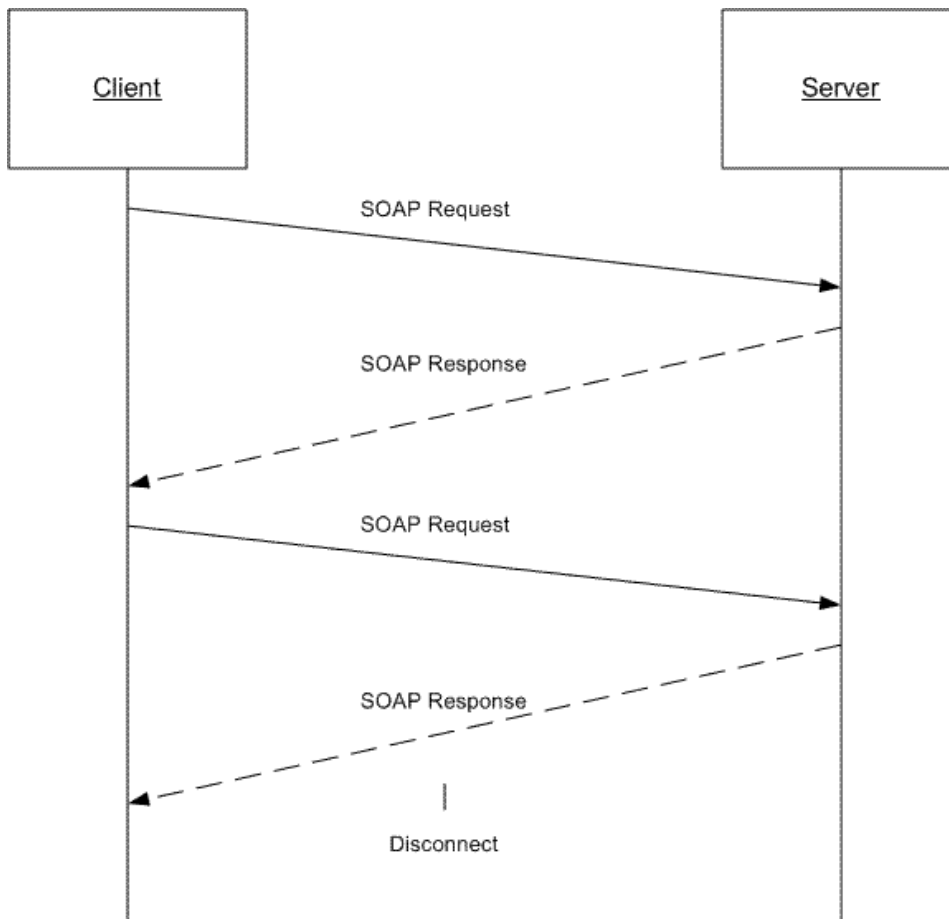 Client
Server
SOAP Request
SOAP Response
SOAP Request
SOAP Response
Disconnect